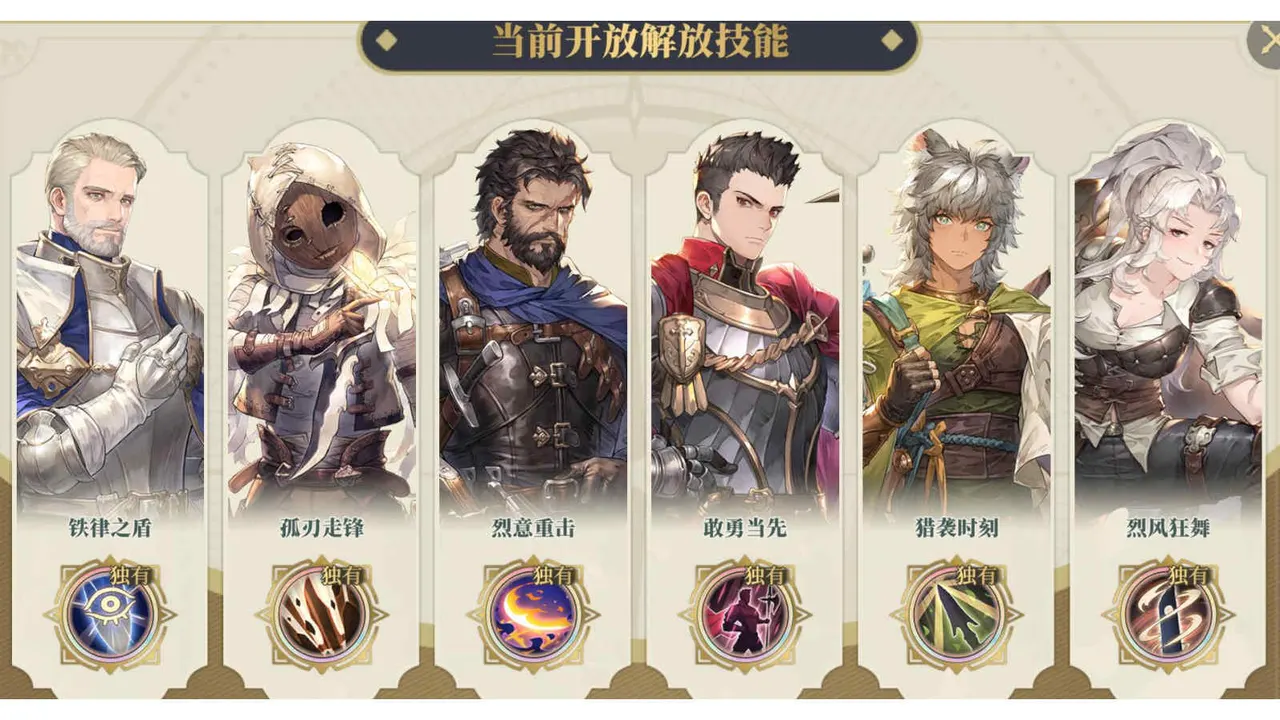 当前开放解放技能
铁律之盾
孤刃走锋
烈意重击
敢勇当先
猎袭时刻
烈风狂舞
独有
独有
独有
独有
独有
独有